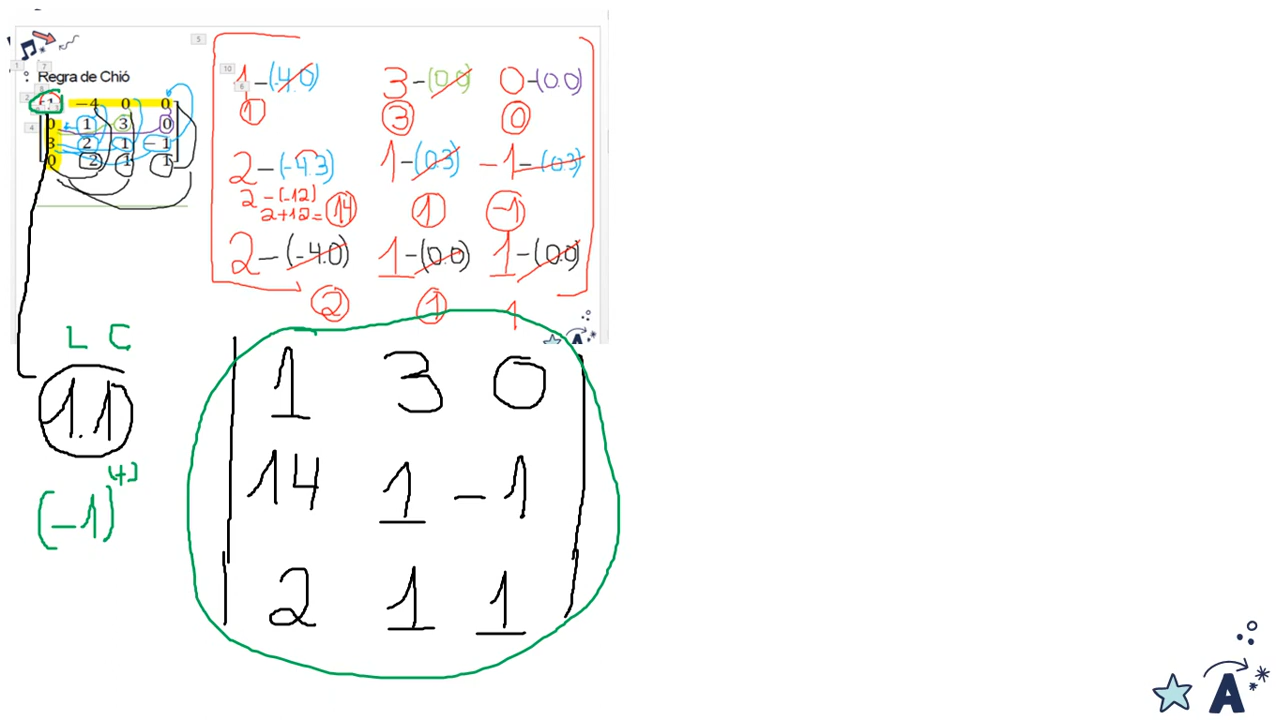 Regra de Chió
-4 0 0
0 1 3 0
3 2 1 -1
0 2 1 1
1-(4.0) 3-(0.0) 0-(0.0)
1 3 0
2-(-4.3) 1-(0.3) -1-(0.3)
2-(-12)
2+12=14 1 -1
2-(-4.0) 1-(0.0) 1-(0.0)
2 1 1
L C
1 3 0
1.1
14 1 -1
(-1)
2 1 1
A